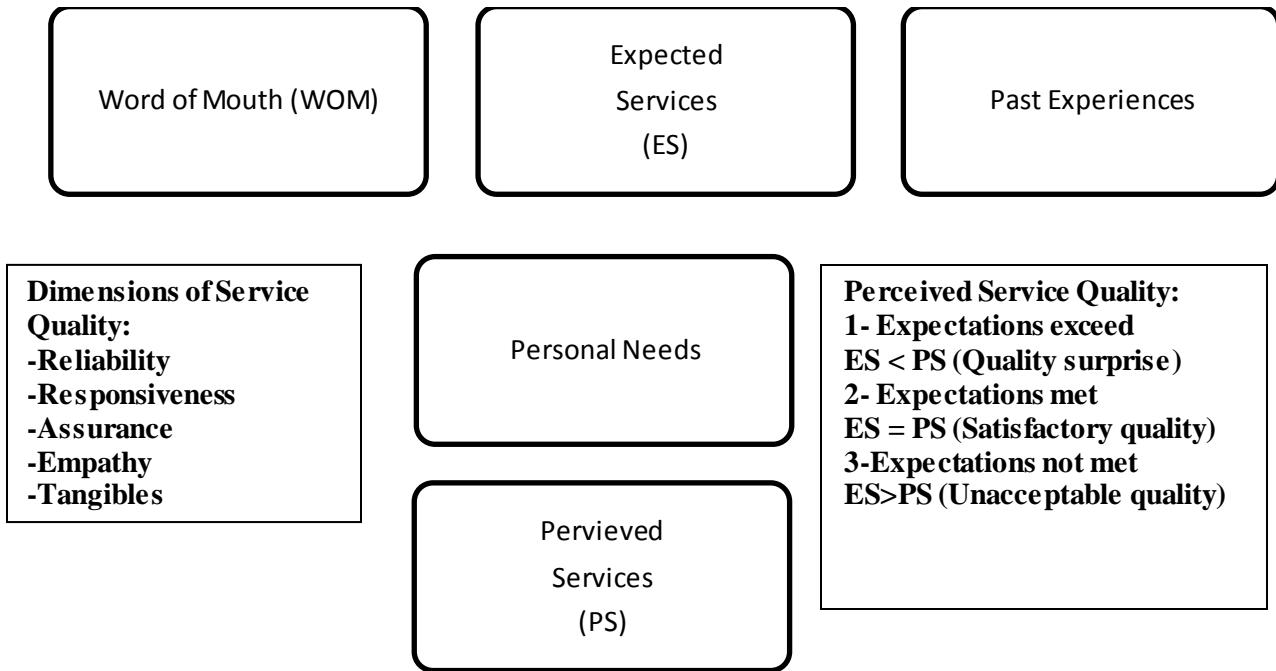 Word of Mouth (WOM)
Expected
Services
(ES)
Past Experiences
Dimensions of Service
Quality:
-Reliability
-Responsiveness
-Assurance
-Empathy
-Tangibles
Personal Needs
Perceived Service Quality:
1- Expectations exceed
ES < PS (Quality surprise)
2- Expectations met
ES = PS (Satisfactory quality)
3-Expectations not met
ES>PS (Unacceptable quality)
Pervieved
Services
(PS)